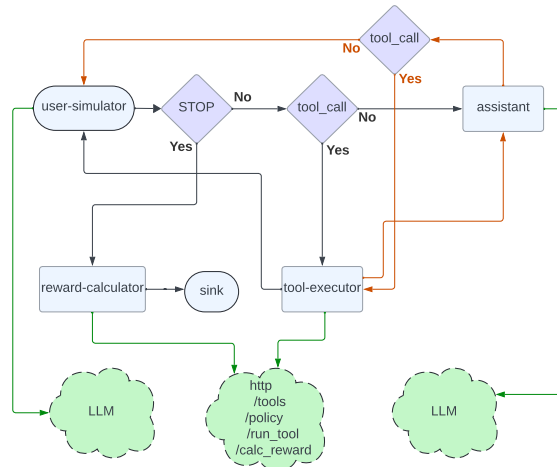 tool_call
No
Yes
user-simulator
STOP
No
tool_call
No
assistant
Yes
Yes
reward-calculator
sink
tool-executor
LLM
http
/tools
/policy
/run_tool
/calc_reward
LLM